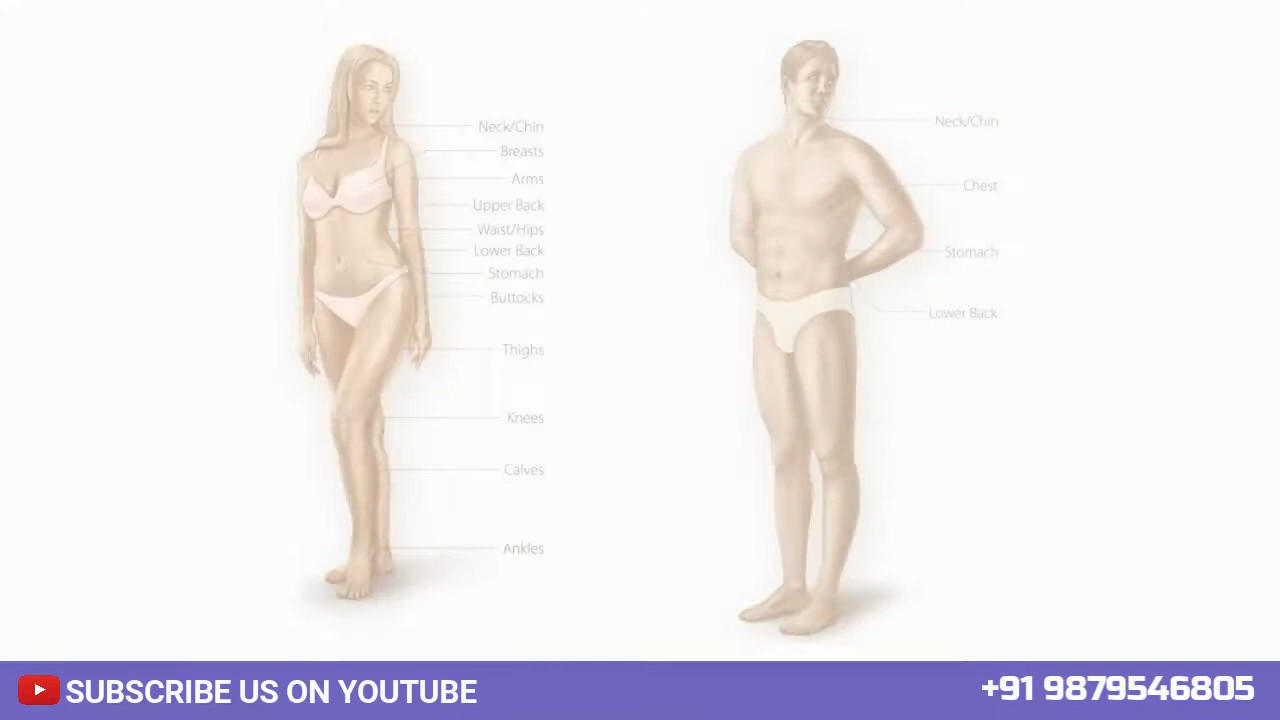 Neck/Chin
Breasts
Arms
Upper Back
Waist/Hips
Lower Back
Stomach
Buttocks
Thighs
Knees
Calves
Ankles
Neck/Chin
Chest
Stomach
Lower Back
SUBSCRIBE US ON YOUTUBE
+91 9879546805